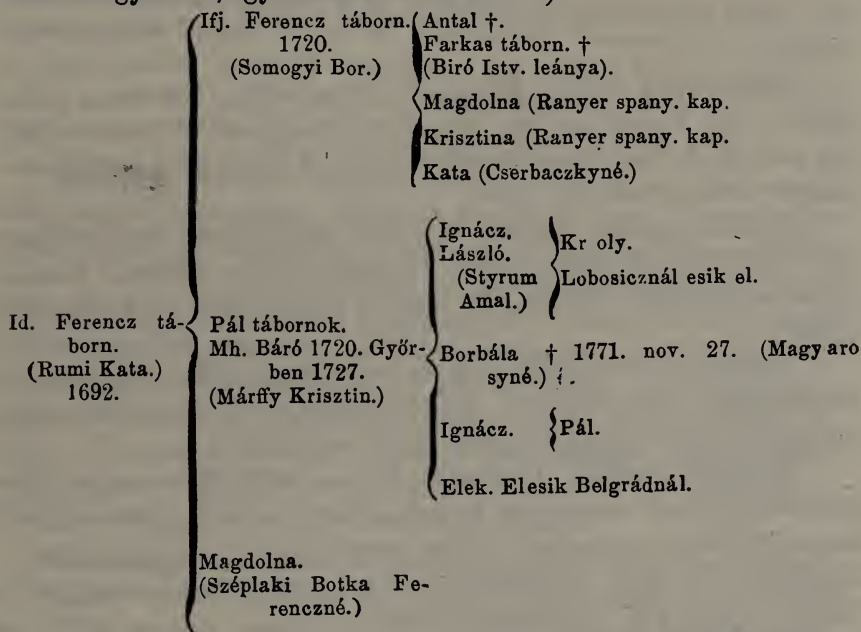 Ifj. Ferencz táborn.
1720.
(Somogyi Bor.)
Antal †.
Farkas táborn. †
(Biró Istv. leánya).
Magdolna (Ranyer spany. kap.
Krisztina (Ranyer spany. kap.
Kata (Cserbaczkyné.)
Id. Ferencz tá-
born.
(Rumi Kata.)
1692.
Pál tábornok.
Mh. Báró 1720. Győr-
ben 1727.
(Márffy Krisztin.)
Ignácz,
László.
(Styrum
Amal.)
Kr oly.
Lobosicznál esik el.
Borbála † 1771. nov. 27. (Magy aro
syné.)
Ignácz.
Pál.
Elek. Elesik Belgrádnál.
Magdolna.
(Széplaki Botka Fe-
renczné.)